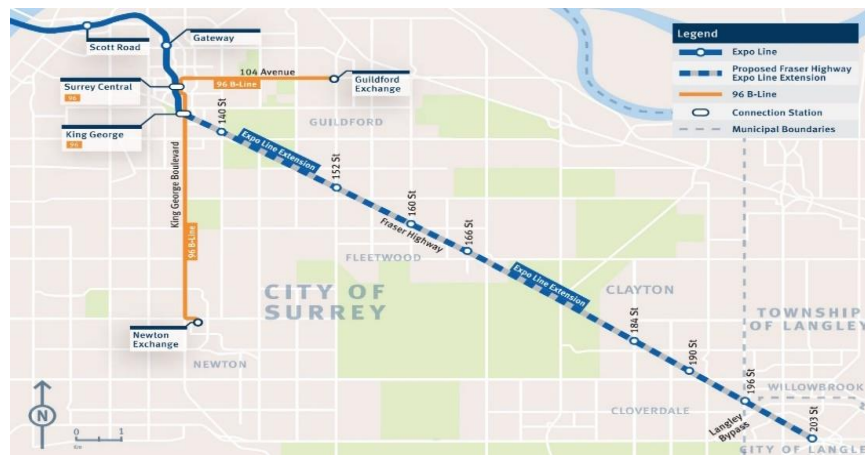 Scott Road
Gateway
Surrey Central
96
King George
96
104 Avenue
96 B-Line
Guildford
Exchange
GUILDFORD
140 St
Expo Line Extension
152 St
160 St
Fraser Highway
166 St
FLEETWOOD
King George Boulevard
96 B-Line
CITY OF
SURREY
Newton
Exchange
NEWTON
Expo Line Extension
CLAYTON
184 St
190 St
196 St
CLOVERDALE
Langley
Bypass
203 St
TOWNSHIP
OF LANGLEY
WILLOWBROOK
CITY OF LANGLE
Legend
Expo Line
Proposed Fraser Highway
Expo Line Extension
96 B-Line
Connection Station
Municipal Boundaries
N
0 1